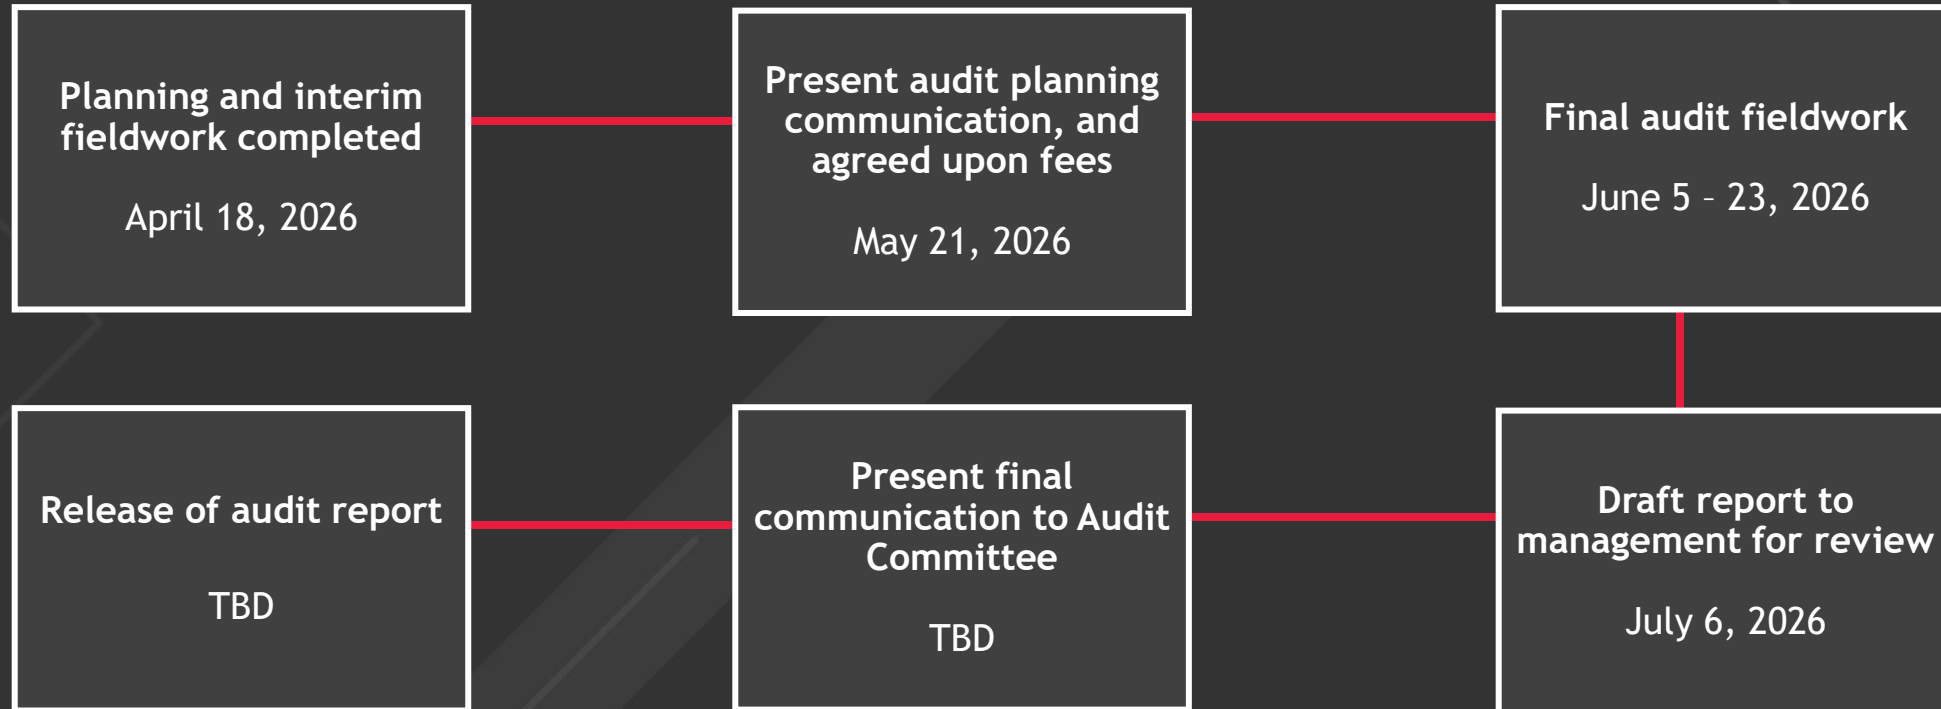 Planning and interim
fieldwork completed
April 18, 2026
Present audit planning
communication, and
agreed upon fees
May 21, 2026
Final audit fieldwork
June 5 – 23, 2026
Draft report to
management for review
July 6, 2026
Present final
communication to Audit
Committee
TBD
Release of audit report
TBD